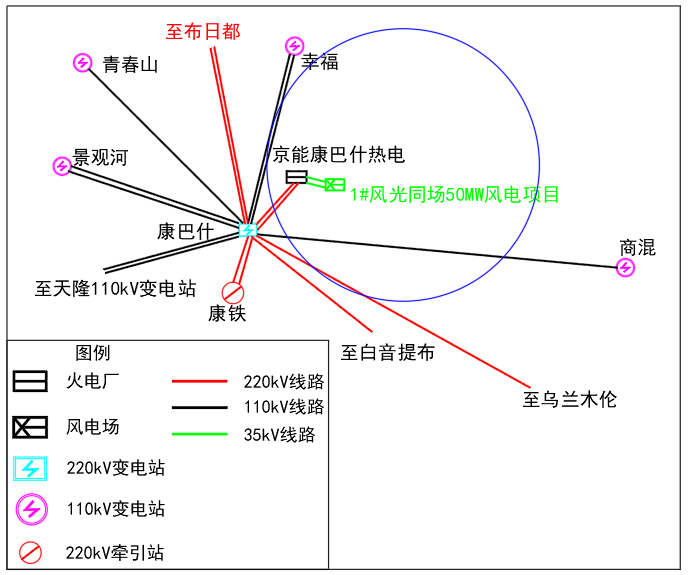 至布日都
青春山
幸福
景观河
京能康巴什热电
1#风光同场50MW风电项目
康巴什
商混
至天隆110kV变电站
康铁
至白音提布
至乌兰木伦
图例
火电厂
220kV线路
110kV线路
风电场
35kV线路
220kV变电站
110kV变电站
220kV牵引站